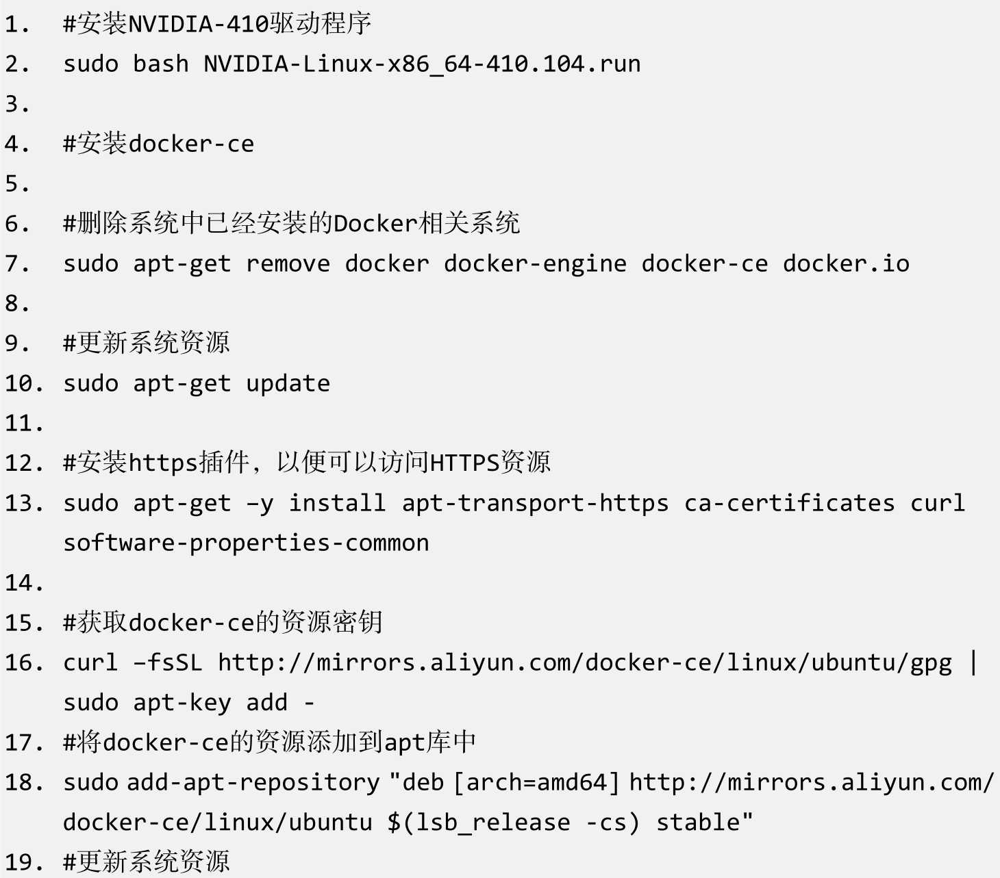 1. #安装NVIDIA-410驱动程序
2. sudo bash NVIDIA-Linux-x86_64-410.104.run
3.
4. #安装docker-ce
5.
6. #删除系统中已经安装的Docker相关系统
7. sudo apt-get remove docker docker-engine docker-ce docker.io
8.
9. #更新系统资源
10. sudo apt-get update
11.
12. #安装https插件，以便可以访问HTTPS资源
13. sudo apt-get –y install apt-transport-https ca-certificates curl
software-properties-common
14.
15. #获取docker-ce的资源密钥
16. curl –fsSL http://mirrors.aliyun.com/docker-ce/linux/ubuntu/gpg |
sudo apt-key add -
17. #将docker-ce的资源添加到apt库中
18. sudo add-apt-repository "deb [arch=amd64] http://mirrors.aliyun.com/
docker-ce/linux/ubuntu $(lsb_release -cs) stable"
19. #更新系统资源